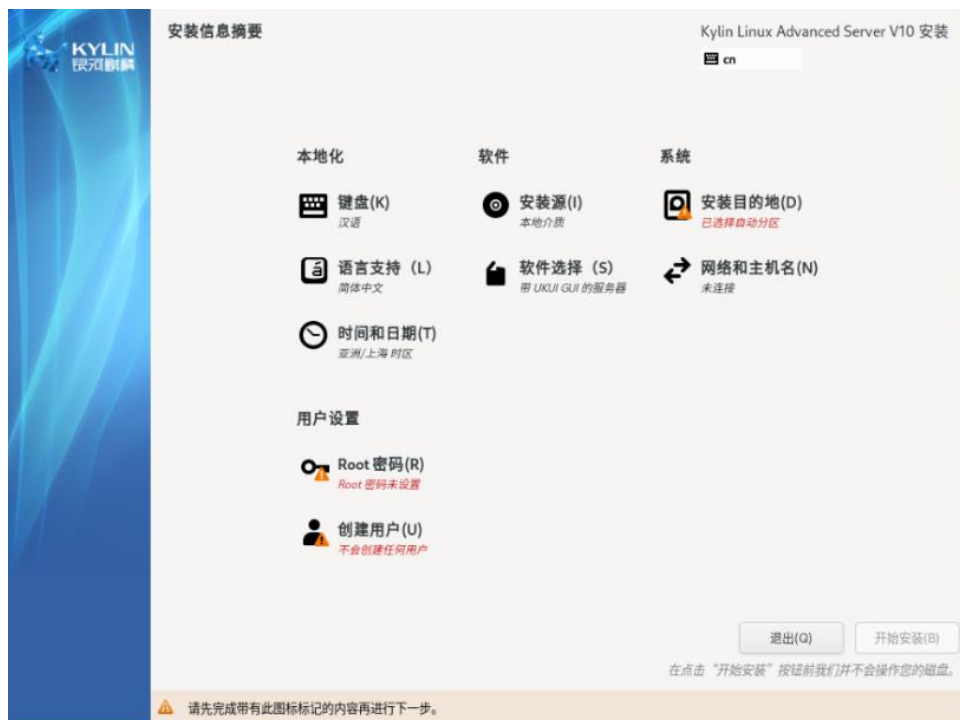 KYLIN
银河麒麟
安装信息摘要
Kylin Linux Advanced Server V10 安装
cn
本地化
软件
系统
键盘(K)
汉语
安装源(I)
本地介质
安装目的地(D)
已选择自动分区
语言支持（L）
简体中文
软件选择（S）
带 UKUI GUI 的服务器
网络和主机名(N)
未连接
时间和日期(T)
亚洲/上海 时区
用户设置
Root 密码(R)
Root 密码未设置
创建用户(U)
不会创建任何用户
退出(Q)
开始安装(B)
在点击“开始安装”按钮前我们并不会操作您的磁盘。
请先完成带有此图标标记的内容再进行下一步。